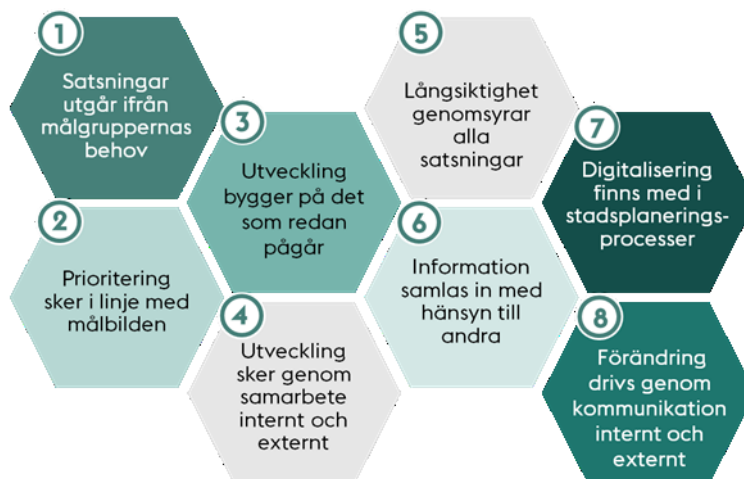 1
Satsningar
utgår ifrån
målgruppernas
behov
2
Prioritering
sker i linje med
målbilden
3
Utveckling
bygger på det
som redan
pågår
4
Utveckling
sker genom
samarbete
internt och
externt
5
Långsiktighet
genomsyrar
alla
satsningar
6
Information
samlas in med
hänsyn till
andra
7
Digitalisering
finns med i
stadsplanerings-
processer
8
Förändring
drivs genom
kommunikation
internt och
externt